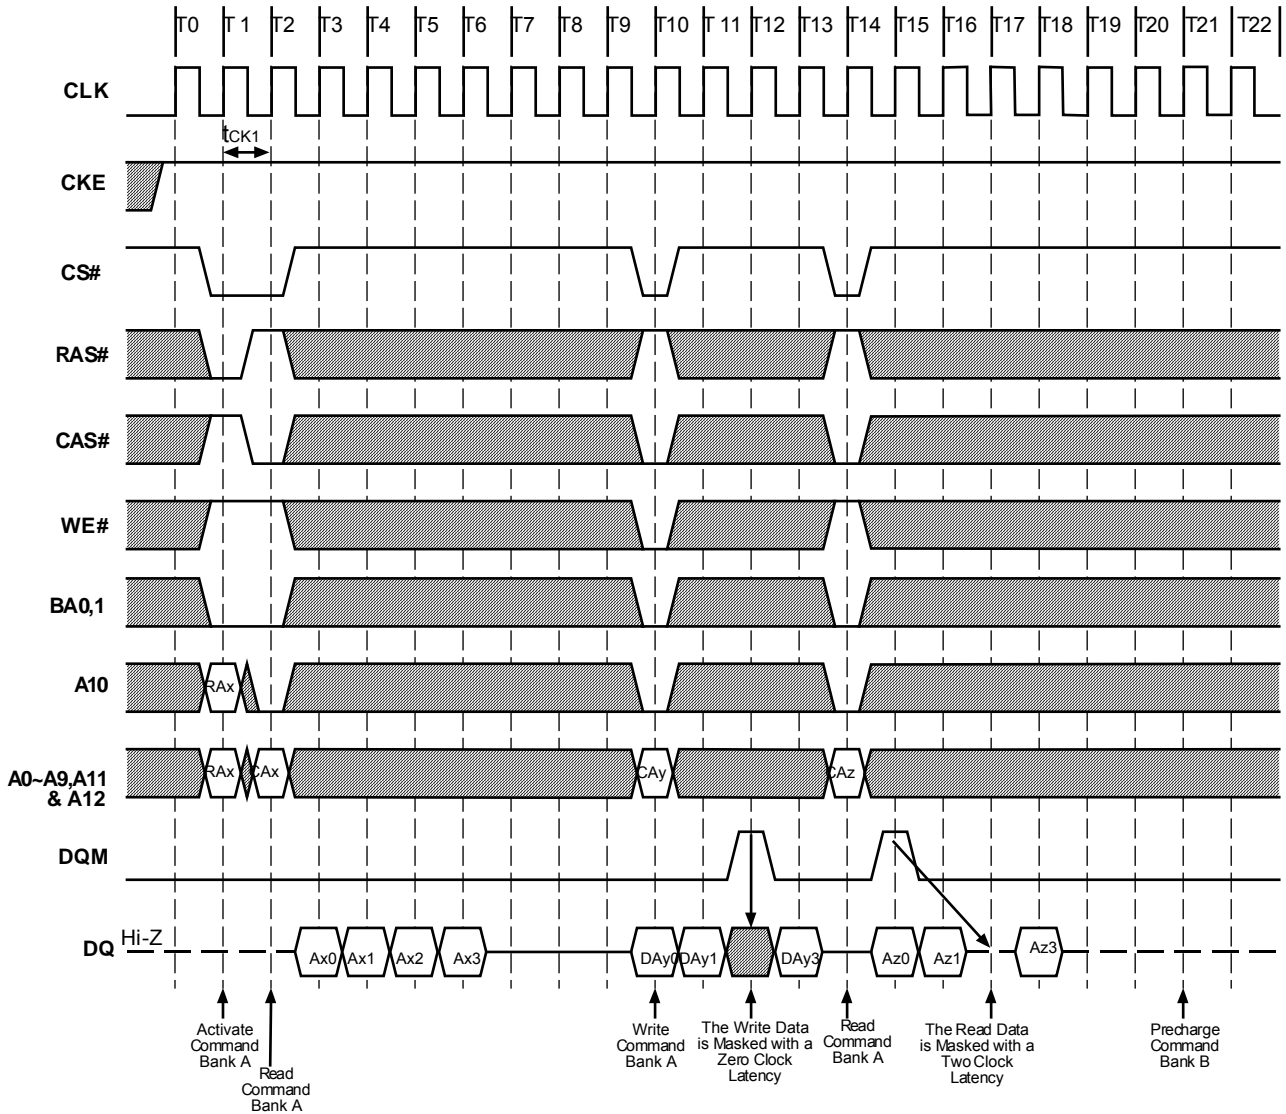 T0 T 1 T2 T3 T4 T5 T6 T7 T8 T9 T10 T 11 T12 T13 T14 T15 T16 T17 T18 T19 T20 T21 T22
CLK
tCK1
CKE
CS#
RAS#
CAS#
WE#
BA0,1
A10
RAx
A0~A9,A11
& A12
RAx CAx CAy CAz
DQM
DQ
Hi-Z
Ax0 Ax1 Ax2 Ax3 DAy0 DAy1 DAy3 Az0 Az1 Az3
Activate
Command
Bank A
Read
Command
Bank A
Write
Command
Bank A
The Write Data
is Masked with a
Zero Clock
Latency
Read
Command
Bank A
The Read Data
is Masked with a
Two Clock
Latency
Precharge
Command
Bank B